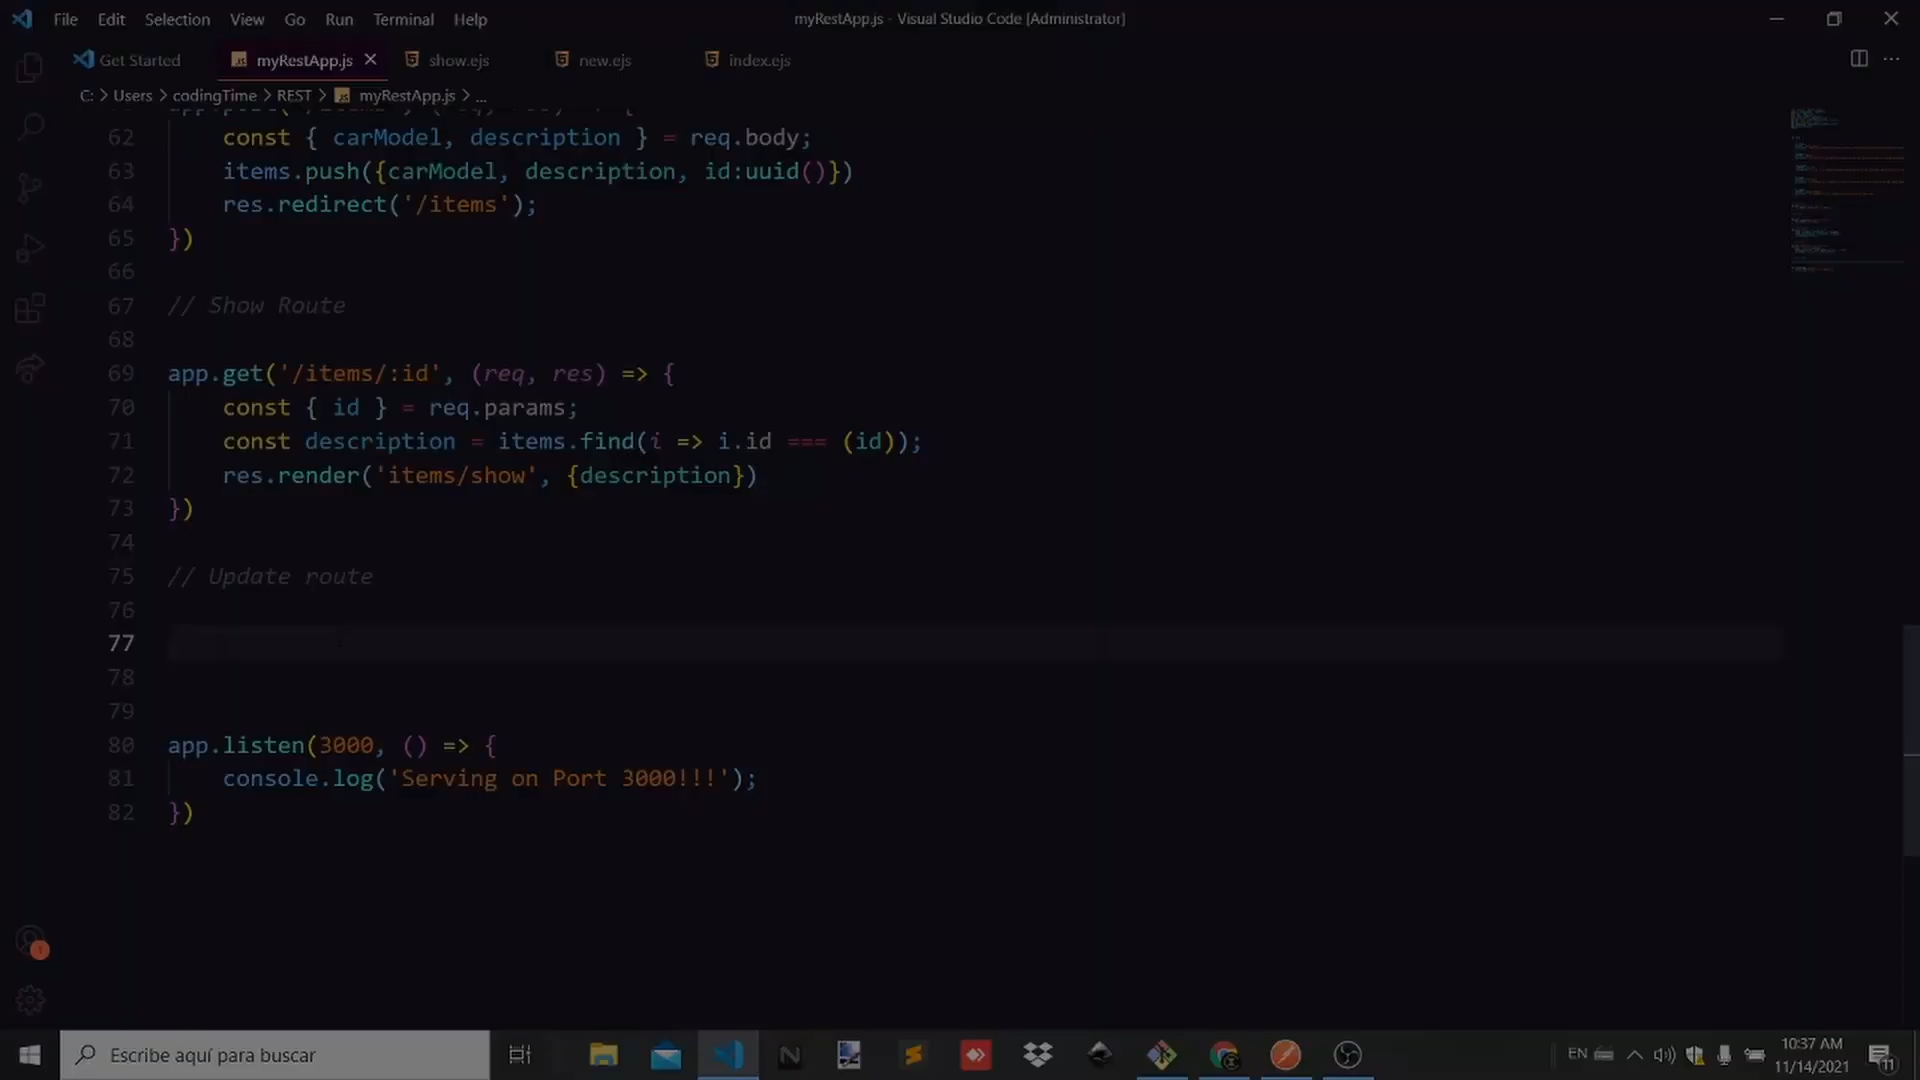 File Edit Selection View Go Run Terminal Help
myRestApp.js - Visual Studio Code [Administrator]
Get Started myRestApp.js show.ejs new.ejs index.ejs
C: > Users > codingTime > REST > myRestApp.js > ...
62 const { carModel, description } = req.body;
63 items.push({carModel, description, id:uuid()})
64 res.redirect('/items');
65 })
66
67 // Show Route
68
69 app.get('/items/:id', (req, res) => {
70 const { id } = req.params;
71 const description = items.find(i => i.id === (id));
72 res.render('items/show', {description})
73 })
74
75 // Update route
76
77
78
79
80 app.listen(3000, () => {
81 console.log('Serving on Port 3000!!!');
82 })
Escribe aquí para buscar
EN
10:37 AM
11/14/2021
11